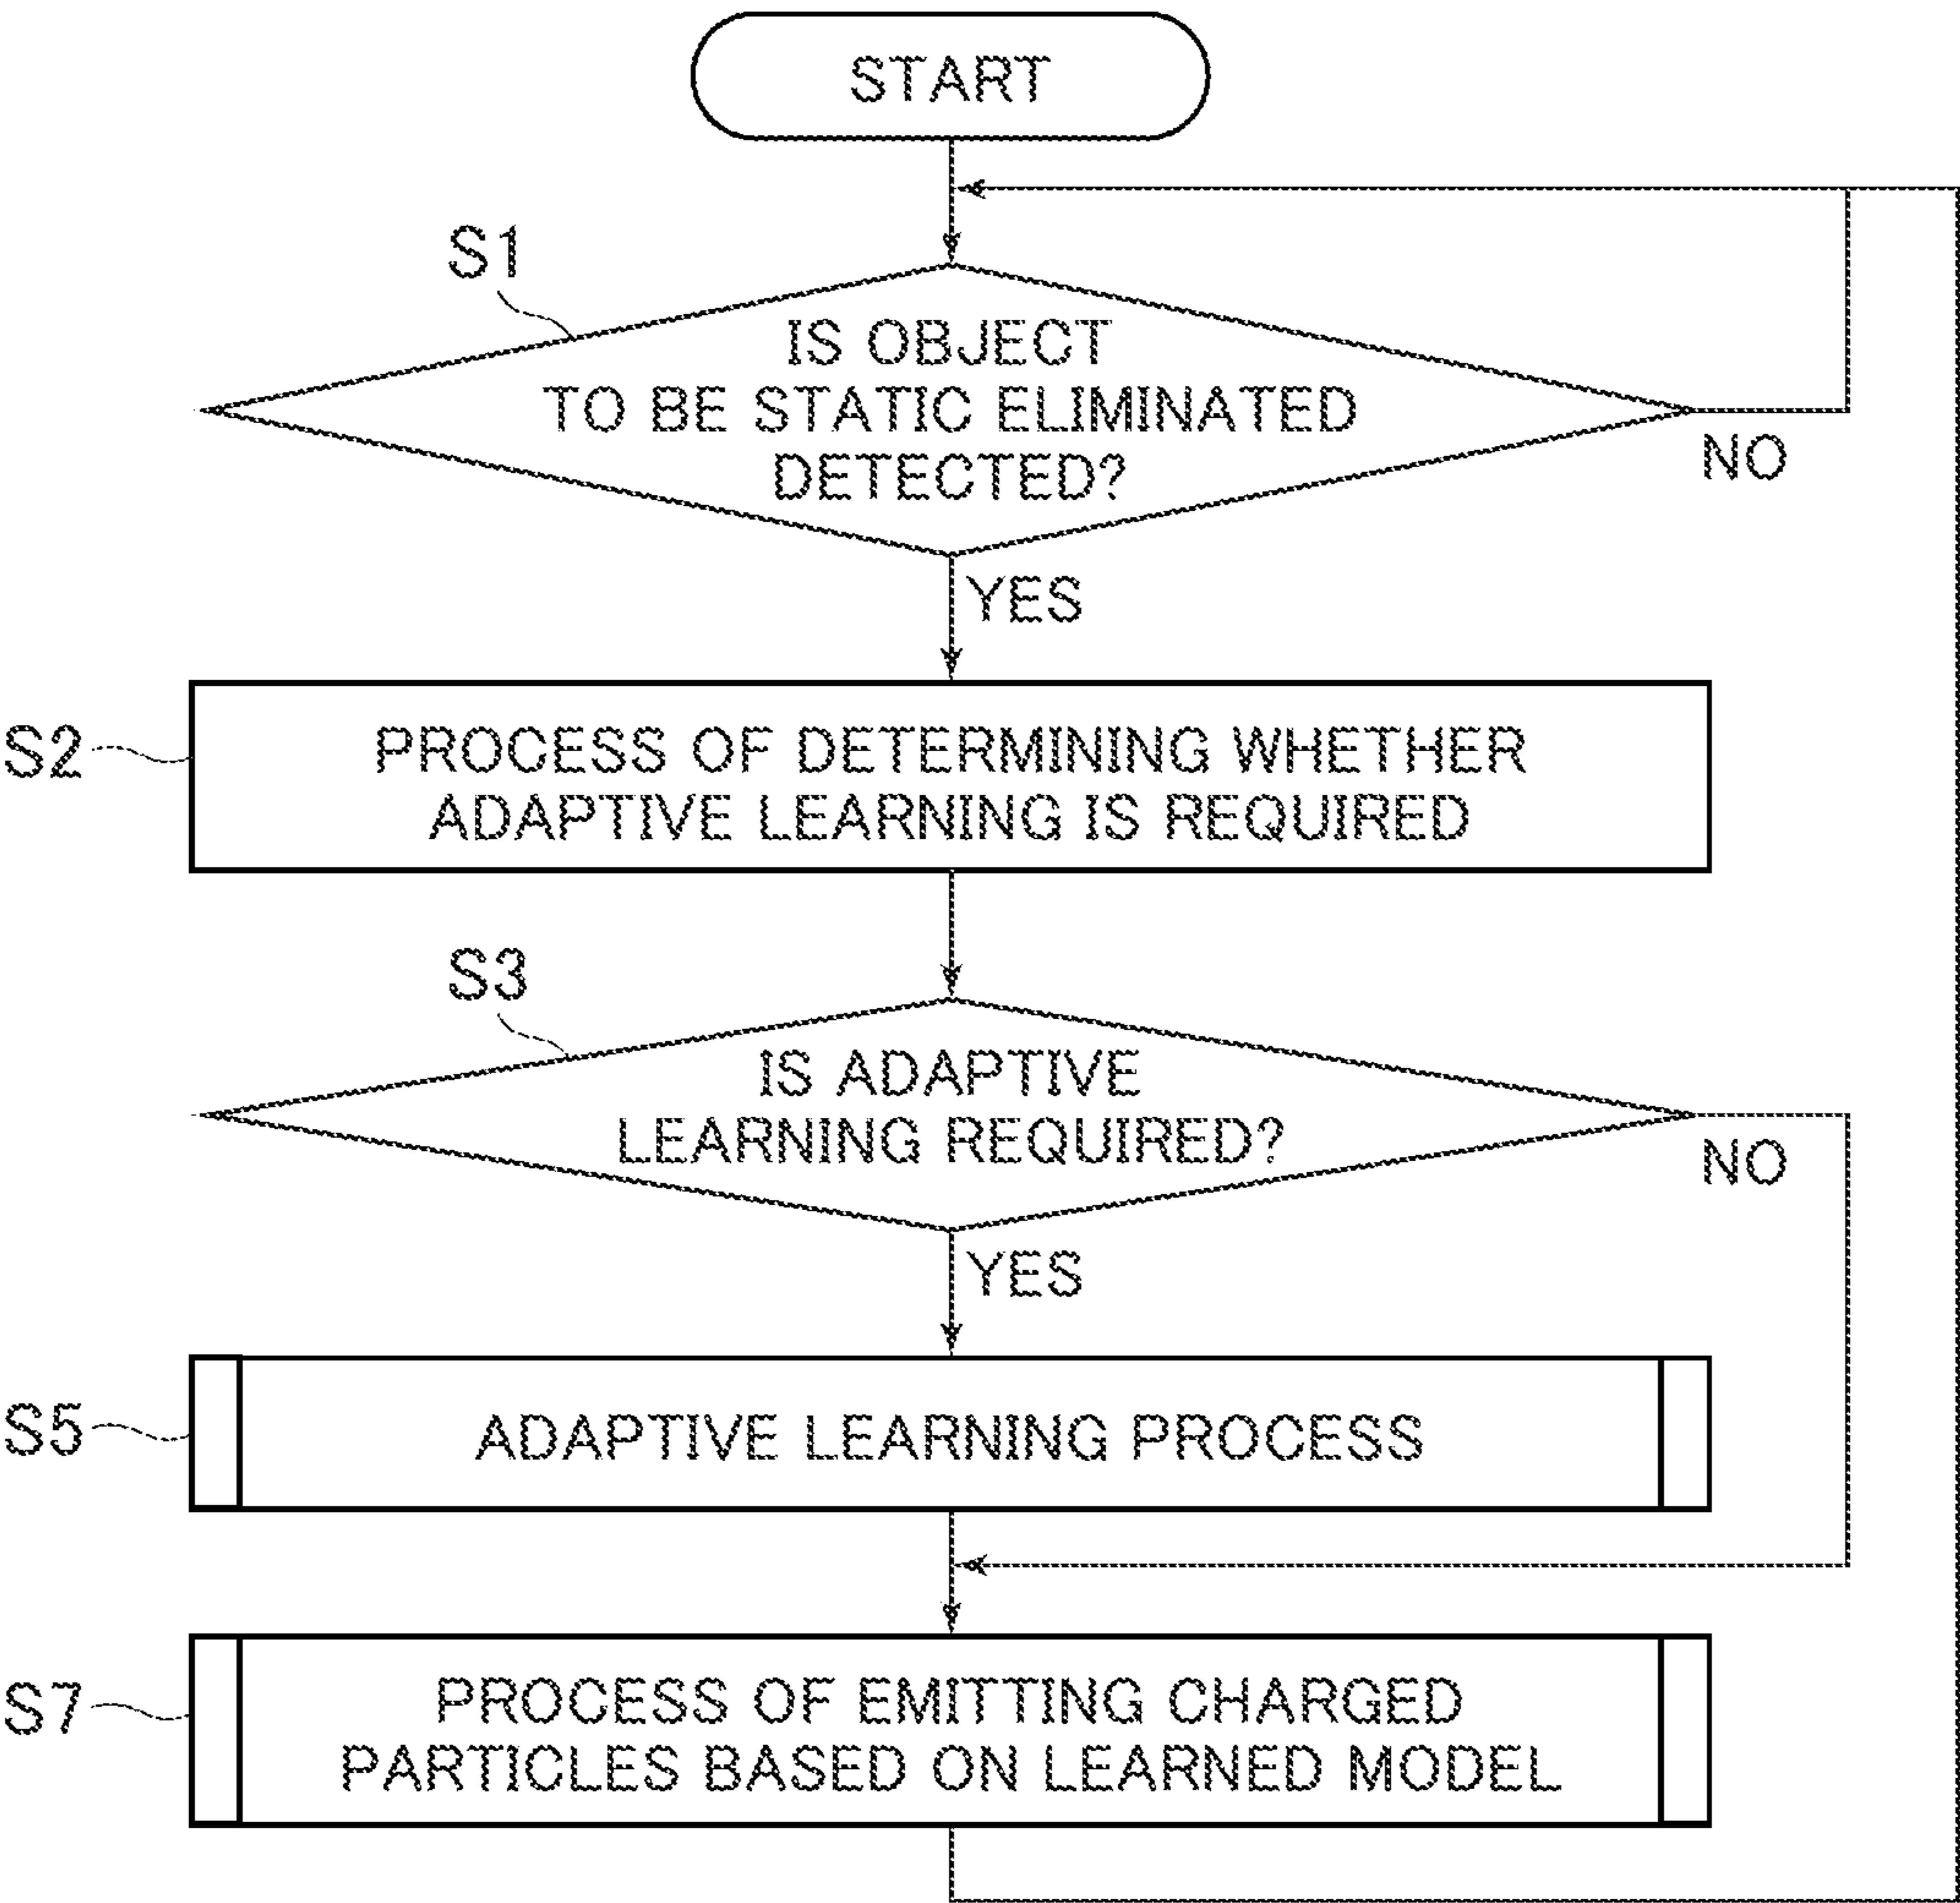 START
S1
IS OBJECT
TO BE STATIC ELIMINATED
DETECTED?
NO
YES
S2
PROCESS OF DETERMINING WHETHER
ADAPTIVE LEARNING IS REQUIRED
S3
IS ADAPTIVE
LEARNING REQUIRED?
NO
YES
S5
ADAPTIVE LEARNING PROCESS
S7
PROCESS OF EMITTING CHARGED
PARTICLES BASED ON LEARNED MODEL